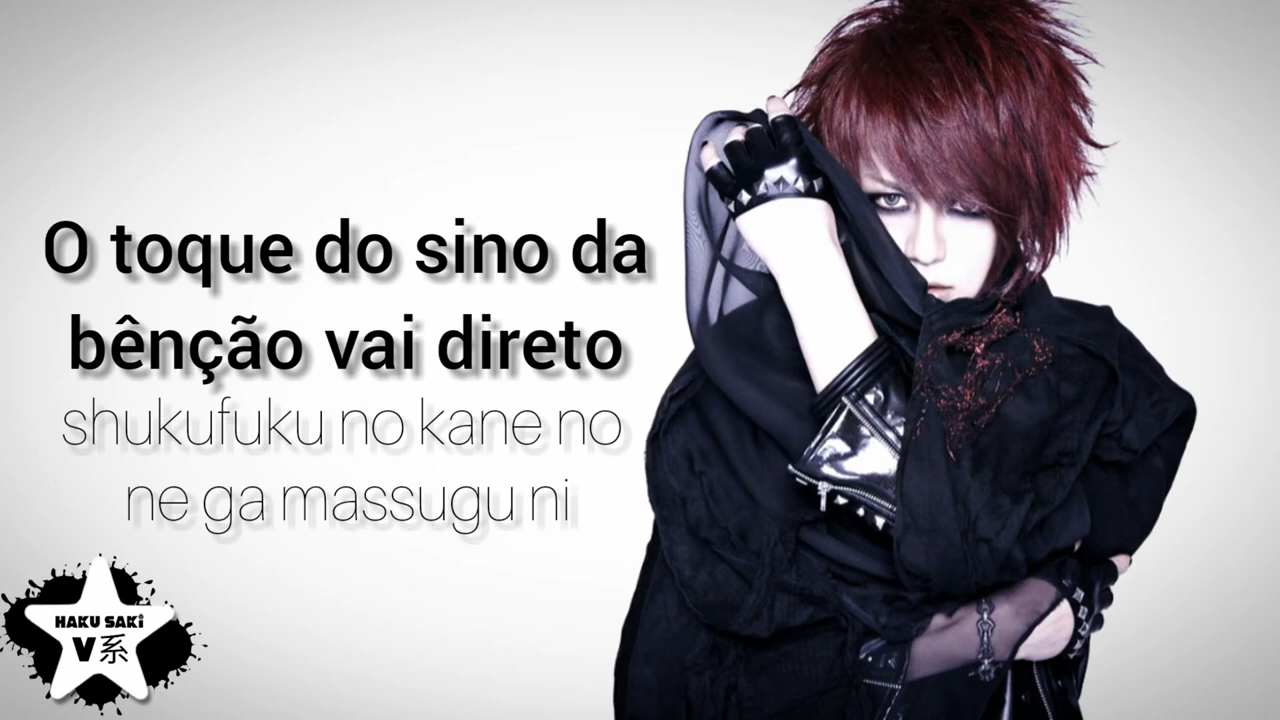 O toque do sino da
bênção vai direto
shukufuku no kane no
ne ga massugu ni
HAKU SAKi
V系